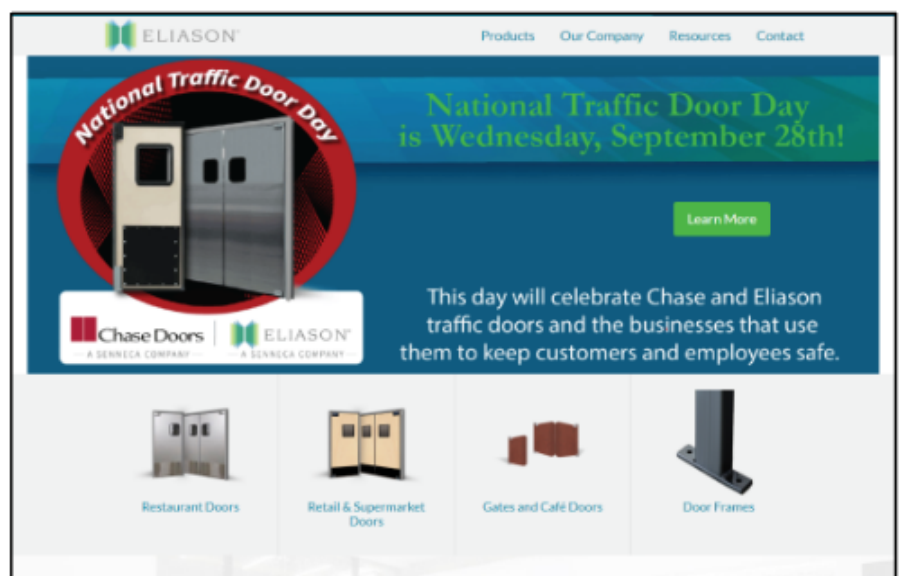 ELIASON
Products Our Company Resources Contact
National Traffic Door Day
National Traffic Door Day
is Wednesday, September 28th!
Learn More
This day will celebrate Chase and Eliason
traffic doors and the businesses that use
them to keep customers and employees safe.
Chase Doors
A SENNECA COMPANY
ELIASON
A SENNECA COMPANY
Restaurant Doors
Retail & Supermarket
Doors
Gates and Café Doors
Door Frames